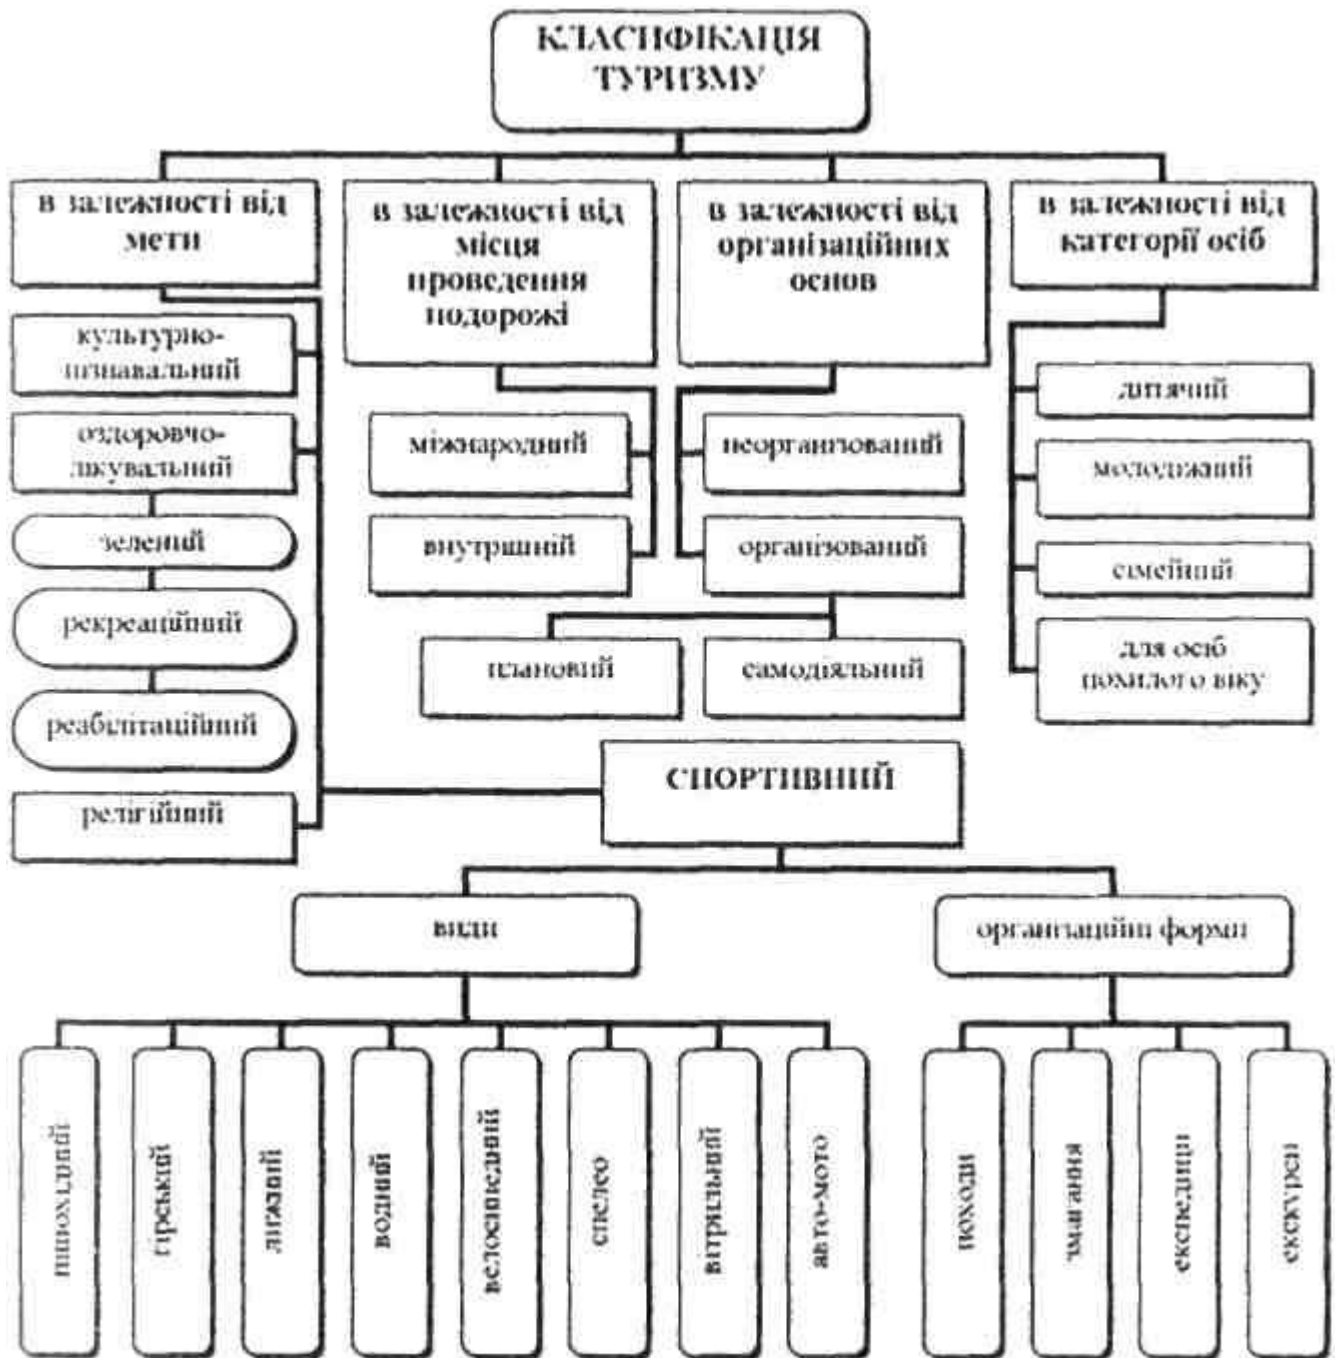 КЛАСИФІКАЦІЯ
ТУРИЗМУ
в залежності від
мети
в залежності від
місця
проведення
подорожі
в залежності від
організаційних
основ
в залежності від
категорії осіб
культурно-
пізнавальний
оздоровчо-
лікувальний
зелений
рекреаційний
реабілітаційний
релігійний
міжнародний
внутрішній
неорганізований
організований
плановий
самодіяльний
дитячий
молодіжний
сімейний
для осіб
похилого віку
СПОРТИВНИЙ
види
організаційні форми
пішохідний
гірський
лижний
водний
велосипедний
спелео
вітрильний
авто-мото
походи
змагання
експедиції
екскурсії